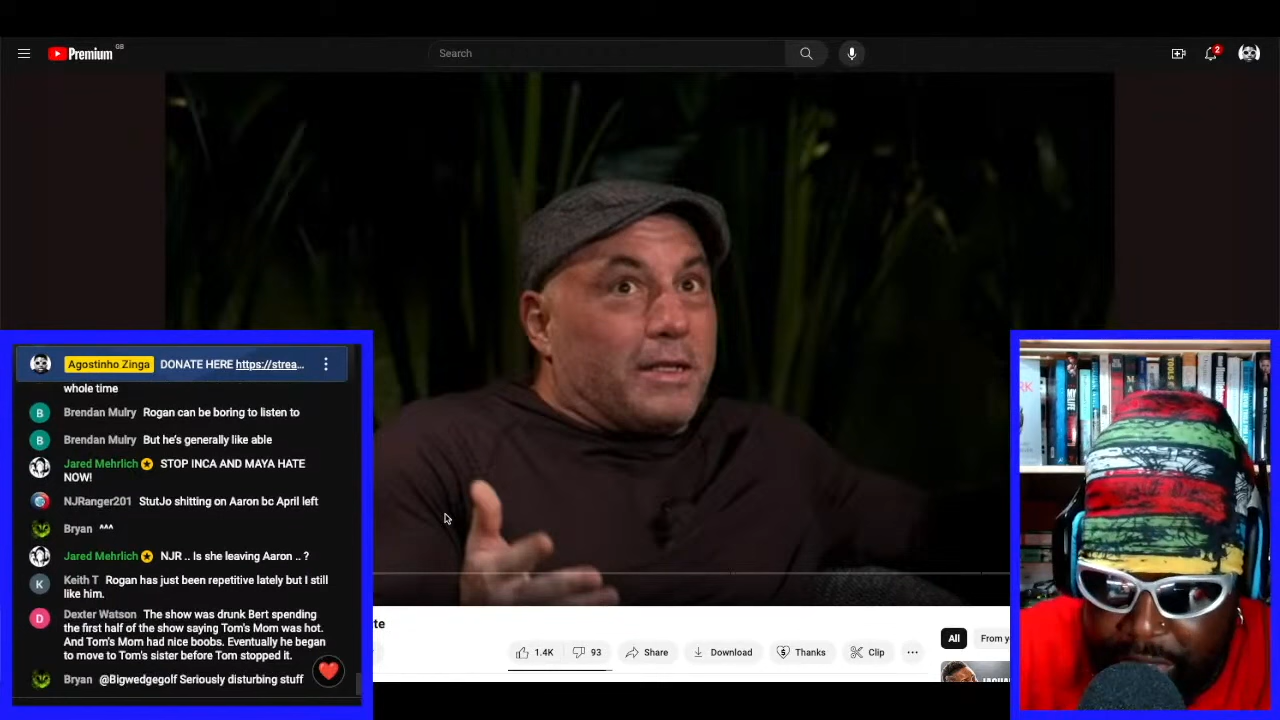 Premium GB
Search
2
Agostinho Zinga DONATE HERE https://strea...
whole time
B Brendan Mulry Rogan can be boring to listen to
B Brendan Mulry But he's generally like able
Jared Mehrlich STOP INCA AND MAYA HATE
NOW!
NJRanger201 StutJo shitting on Aaron bc April left
Bryan ^^^
Jared Mehrlich NJR .. Is she leaving Aaron .. ?
K Keith T Rogan has just been repetitive lately but I still
like him.
D Dexter Watson The show was drunk Bert spending
the first half of the show saying Tom's Mom was hot.
And Tom's Mom had nice boobs. Eventually he began
to move to Tom's sister before Tom stopped it.
Bryan @Bigwedgegolf Seriously disturbing stuff
te
1.4K 93 Share Download Thanks Clip ...
All From y
JAGUA
RK
MY LIFE
TOOLS